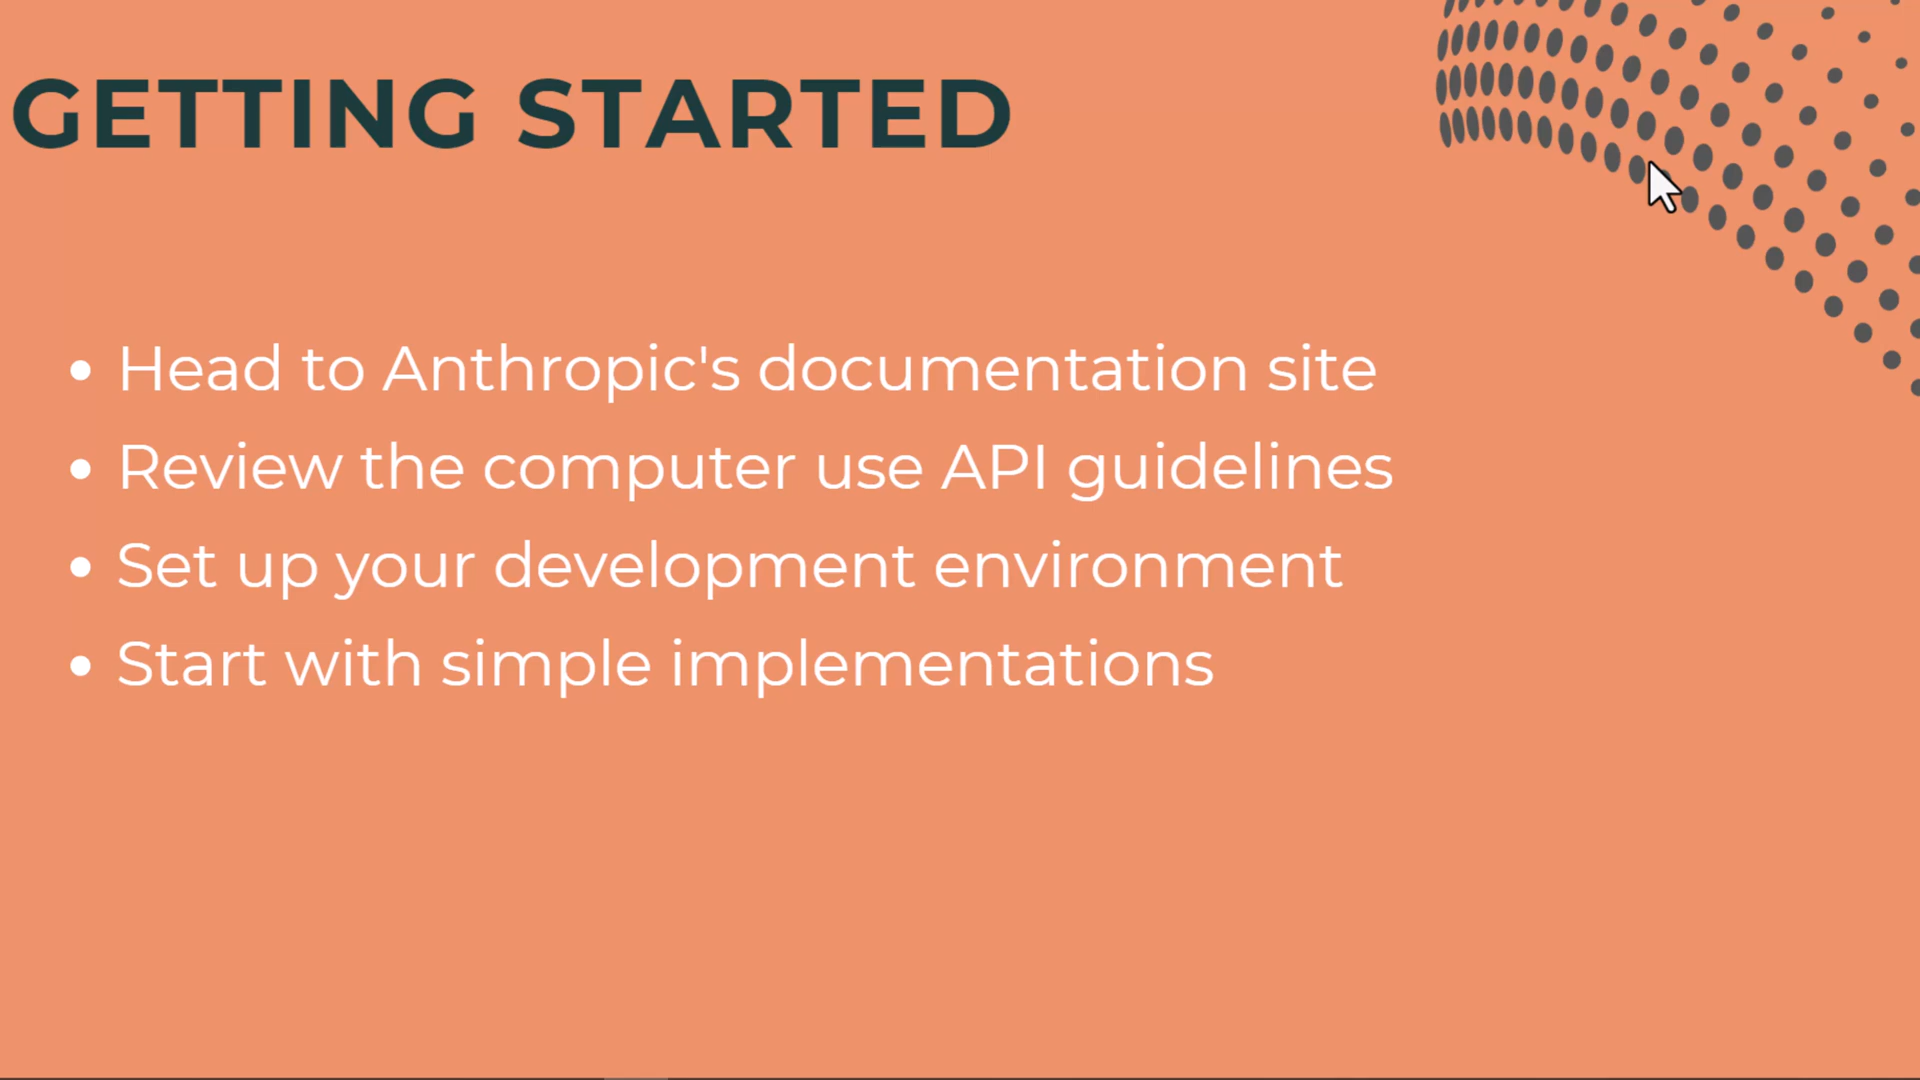 GETTING STARTED
• Head to Anthropic's documentation site
• Review the computer use API guidelines
• Set up your development environment
• Start with simple implementations